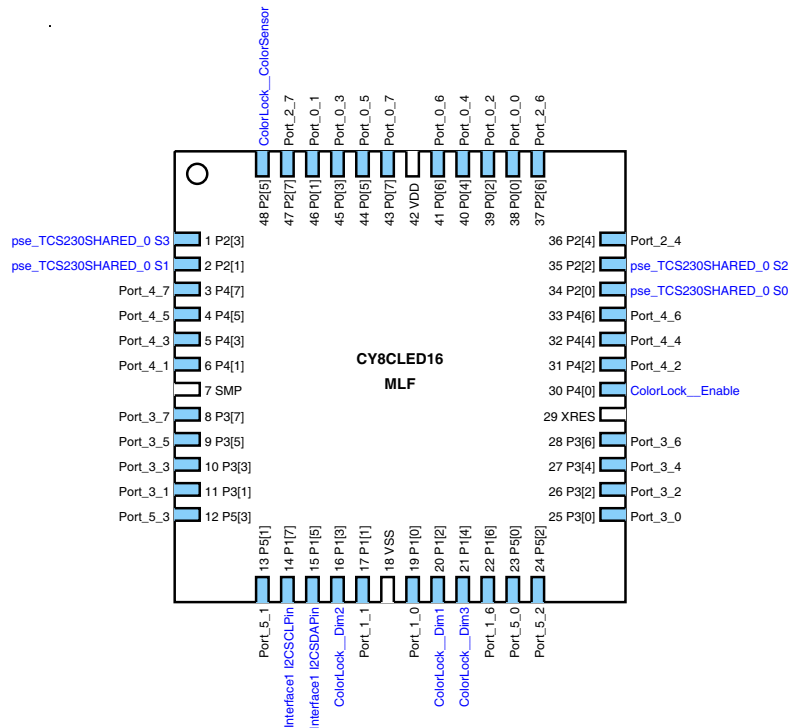 ColorLock__ColorSensor
Port_2_7
Port_0_1
Port_0_3
Port_0_5
Port_0_7
Port_0_6
Port_0_4
Port_0_2
Port_0_0
Port_2_6
48 P2[5]
47 P2[7]
46 P0[1]
45 P0[3]
44 P0[5]
43 P0[7]
42 VDD
41 P0[6]
40 P0[4]
39 P0[2]
38 P0[0]
37 P2[6]
pse_TCS230SHARED_0 S3
1 P2[3]
pse_TCS230SHARED_0 S1
2 P2[1]
Port_4_7
3 P4[7]
Port_4_5
4 P4[5]
Port_4_3
5 P4[3]
Port_4_1
6 P4[1]
7 SMP
Port_3_7
8 P3[7]
Port_3_5
9 P3[5]
Port_3_3
10 P3[3]
Port_3_1
11 P3[1]
Port_5_3
12 P5[3]
CY8CLED16
MLF
36 P2[4]
Port_2_4
35 P2[2]
pse_TCS230SHARED_0 S2
34 P2[0]
pse_TCS230SHARED_0 S0
33 P4[6]
Port_4_6
32 P4[4]
Port_4_4
31 P4[2]
Port_4_2
30 P4[0]
ColorLock__Enable
29 XRES
28 P3[6]
Port_3_6
27 P3[4]
Port_3_4
26 P3[2]
Port_3_2
25 P3[0]
Port_3_0
13 P5[1]
14 P1[7]
15 P1[5]
16 P1[3]
17 P1[1]
18 VSS
19 P1[0]
20 P1[2]
21 P1[4]
22 P1[6]
23 P5[0]
24 P5[2]
Port_5_1
Interface1 I2CSCLPin
Interface1 I2CSDAPin
ColorLock__Dim2
Port_1_1
Port_1_0
ColorLock__Dim1
ColorLock__Dim3
Port_1_6
Port_5_0
Port_5_2